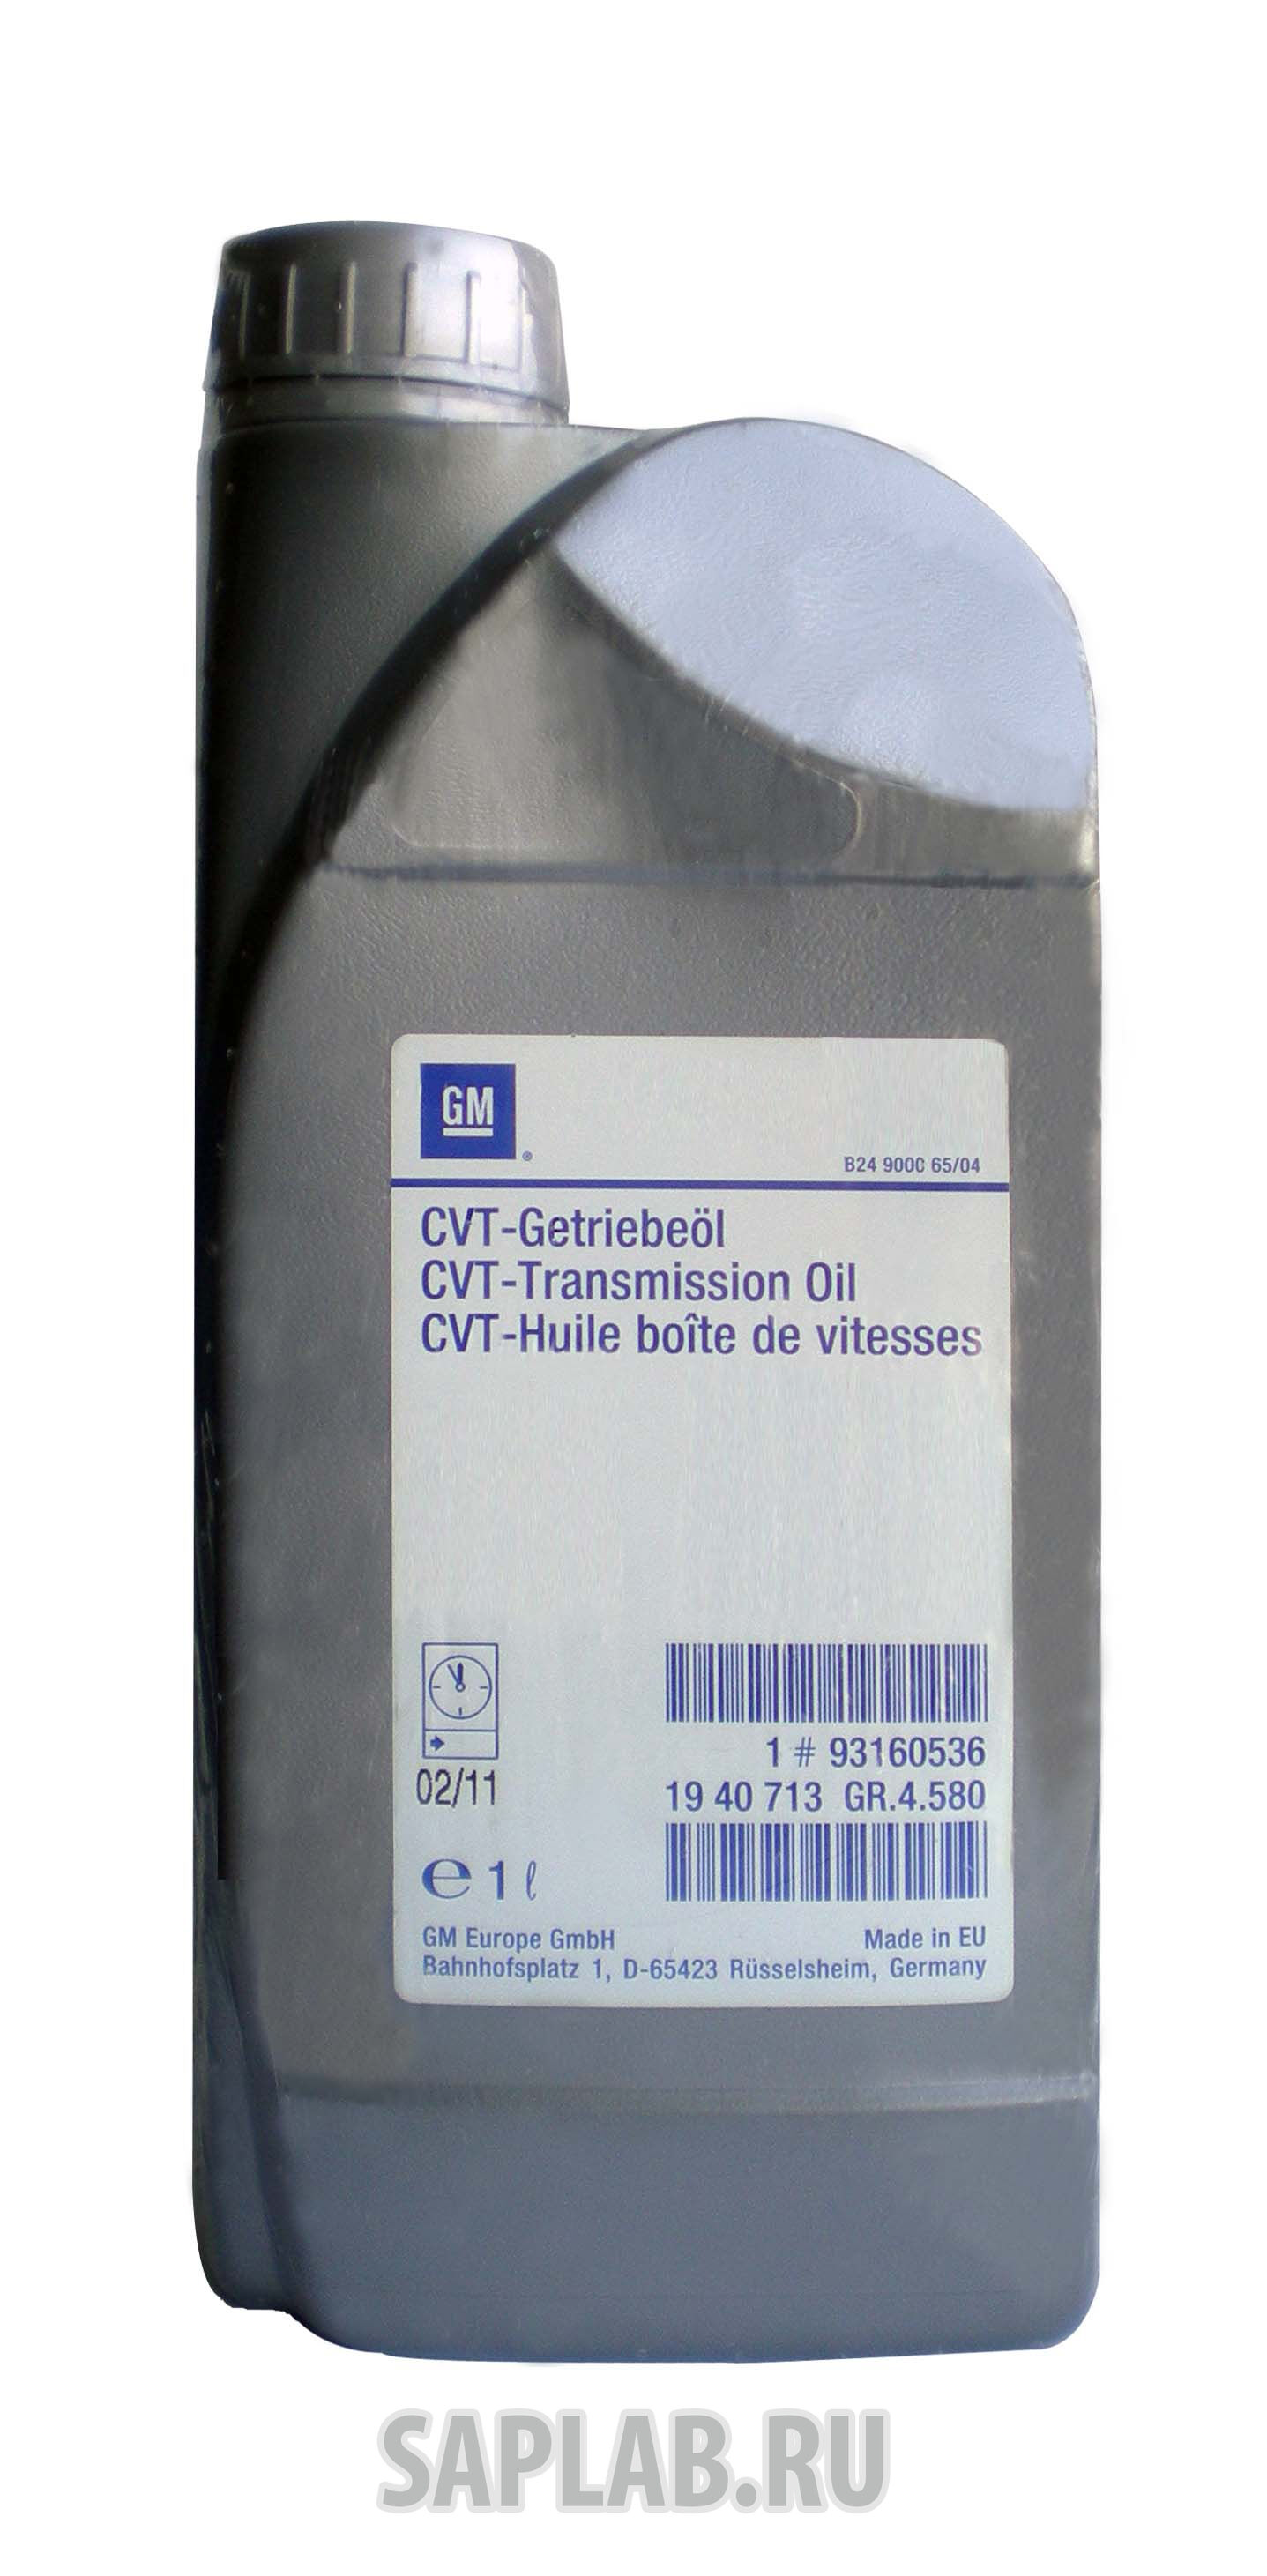 GM
®
B24 900C 65/04
CVT-Getriebeöl
CVT-Transmission Oil
CVT-Huile boîte de vitesses
1 # 93160536
19 40 713 GR.4.580
02/11
e 1 ℓ
GM Europe GmbH Made in EU
Bahnhofsplatz 1, D-65423 Rüsselsheim, Germany
SAPLAB.RU